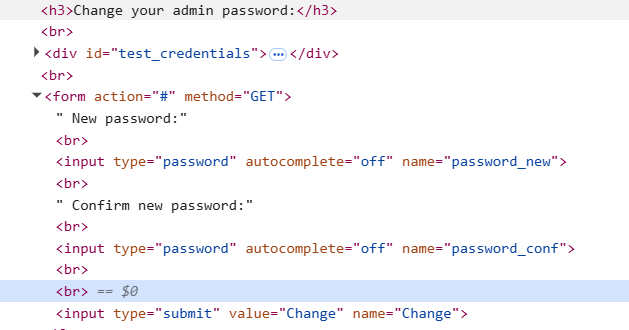 <h3>Change your admin password:</h3>
<br>
<div id="test_credentials">…</div>
<br>
<form action="#" method="GET">
" New password:"
<br>
<input type="password" autocomplete="off" name="password_new">
<br>
" Confirm new password:"
<br>
<input type="password" autocomplete="off" name="password_conf">
<br>
<br> == $0
<input type="submit" value="Change" name="Change">